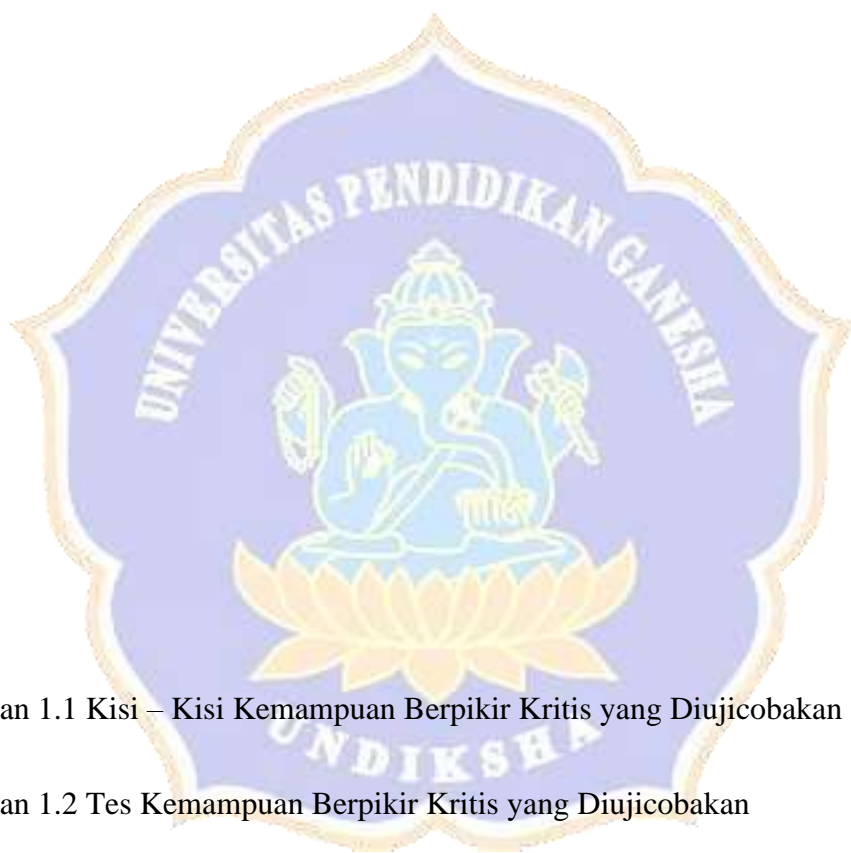 UNIVERSITAS PENDIDIKAN GANESHA
an 1.1 Kisi – Kisi Kemampuan Berpikir Kritis yang Diujicobakan
UNDIKSHA
an 1.2 Tes Kemampuan Berpikir Kritis yang Diujicobakan